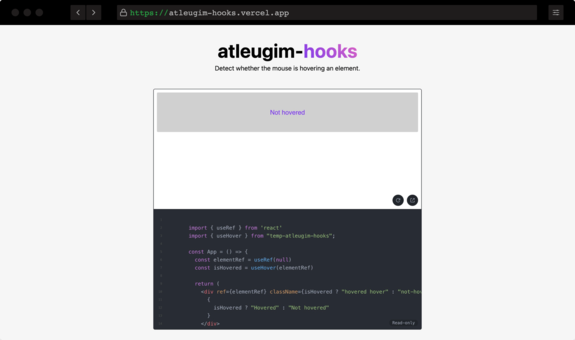 https://atleugim-hooks.vercel.app
atleugim-hooks
Detect whether the mouse is hovering an element.
Not hovered
import { useRef } from 'react'
import { useHover } from "temp-atleugim-hooks";
const App = () => {
const elementRef = useRef(null)
const isHovered = useHover(elementRef)
return (
<div ref={elementRef} className={isHovered ? "hovered hover" : "not-ho
{
isHovered ? "Hovered" : "Not hovered"
}
</div>
Read-only